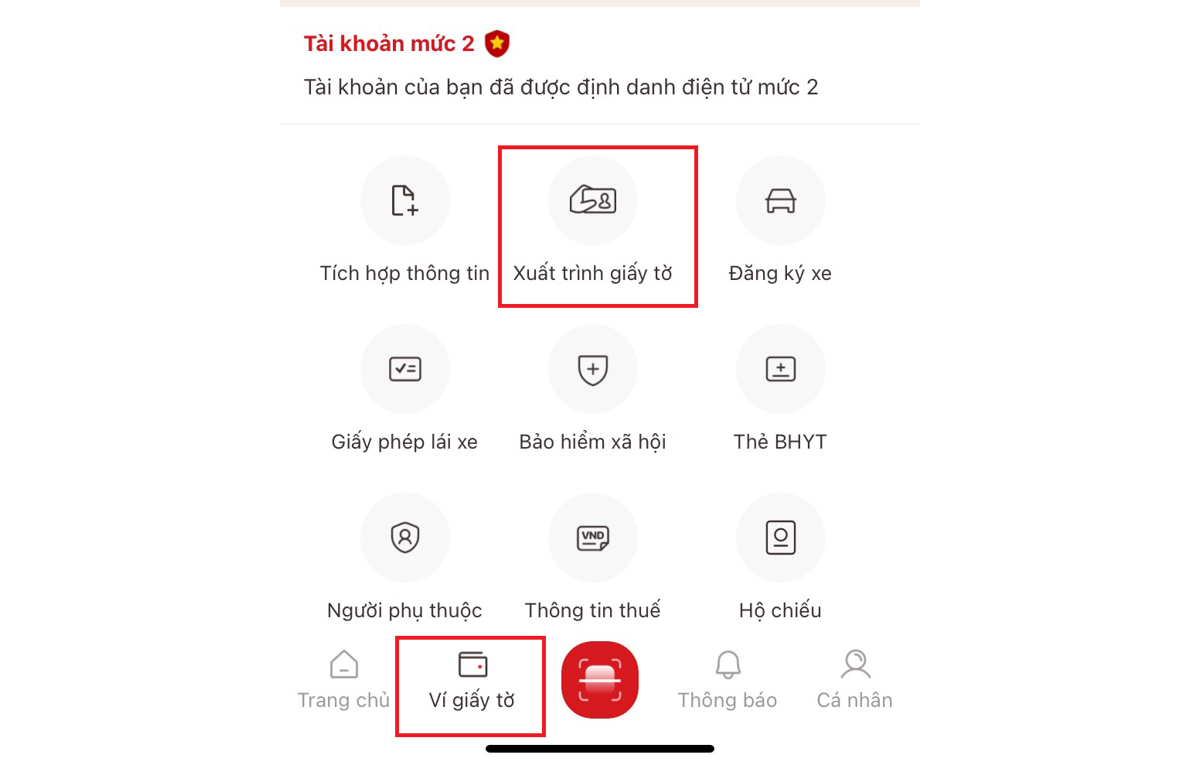 Tài khoản mức 2
Tài khoản của bạn đã được định danh điện tử mức 2
Tích hợp thông tin
Xuất trình giấy tờ
Đăng ký xe
Giấy phép lái xe
Bảo hiểm xã hội
Thẻ BHYT
VND
Người phụ thuộc
Thông tin thuế
Hộ chiếu
Trang chủ
Ví giấy tờ
Thông báo
Cá nhân